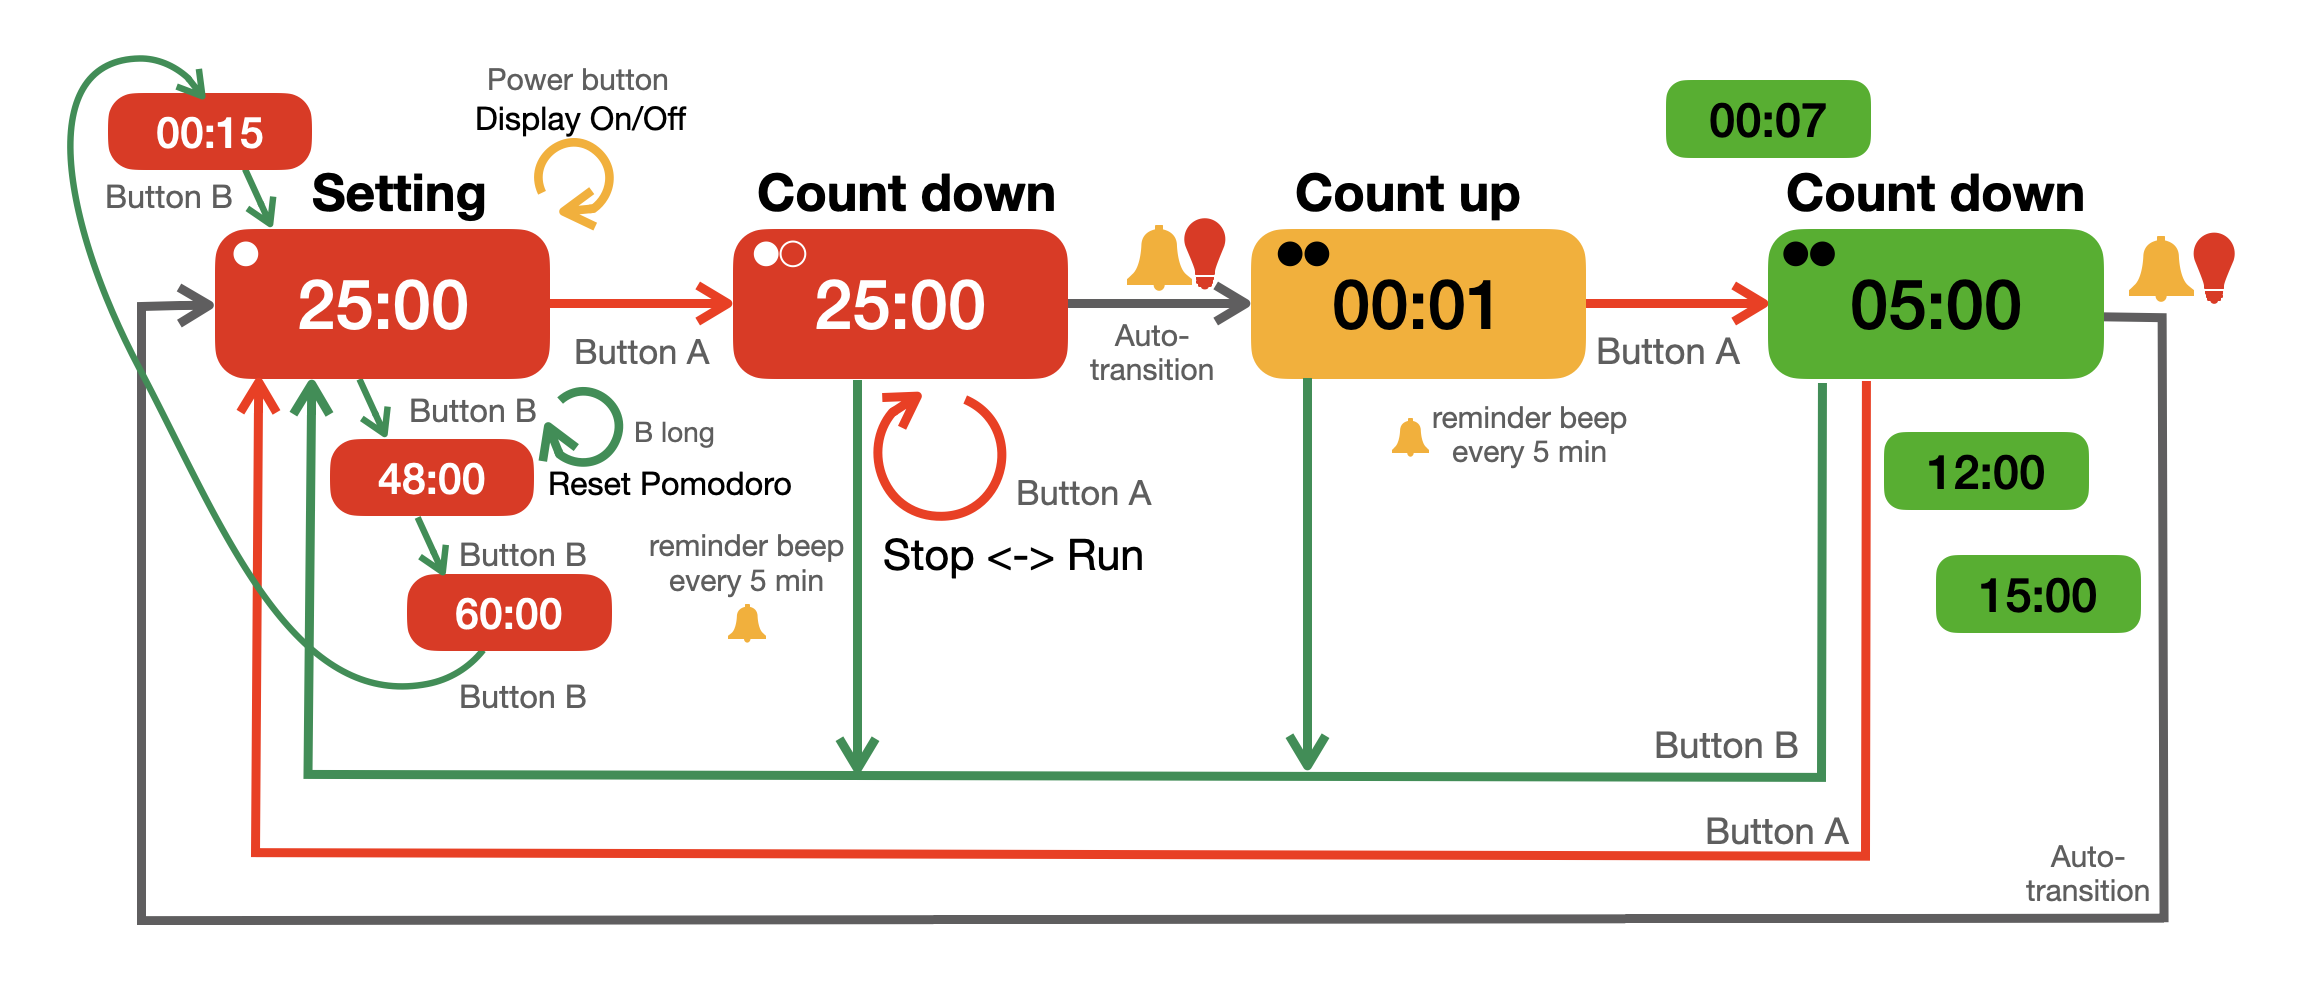 Power button
Display On/Off
00:15
00:07
Button B
Setting
Count down
Count up
Count down
25:00
25:00
00:01
05:00
Button A
Auto-
transition
Button A
Button B
B long
reminder beep
every 5 min
48:00
Reset Pomodoro
Button A
12:00
reminder beep
every 5 min
Stop <-> Run
Button B
60:00
15:00
Button B
Button B
Button A
Auto-
transition